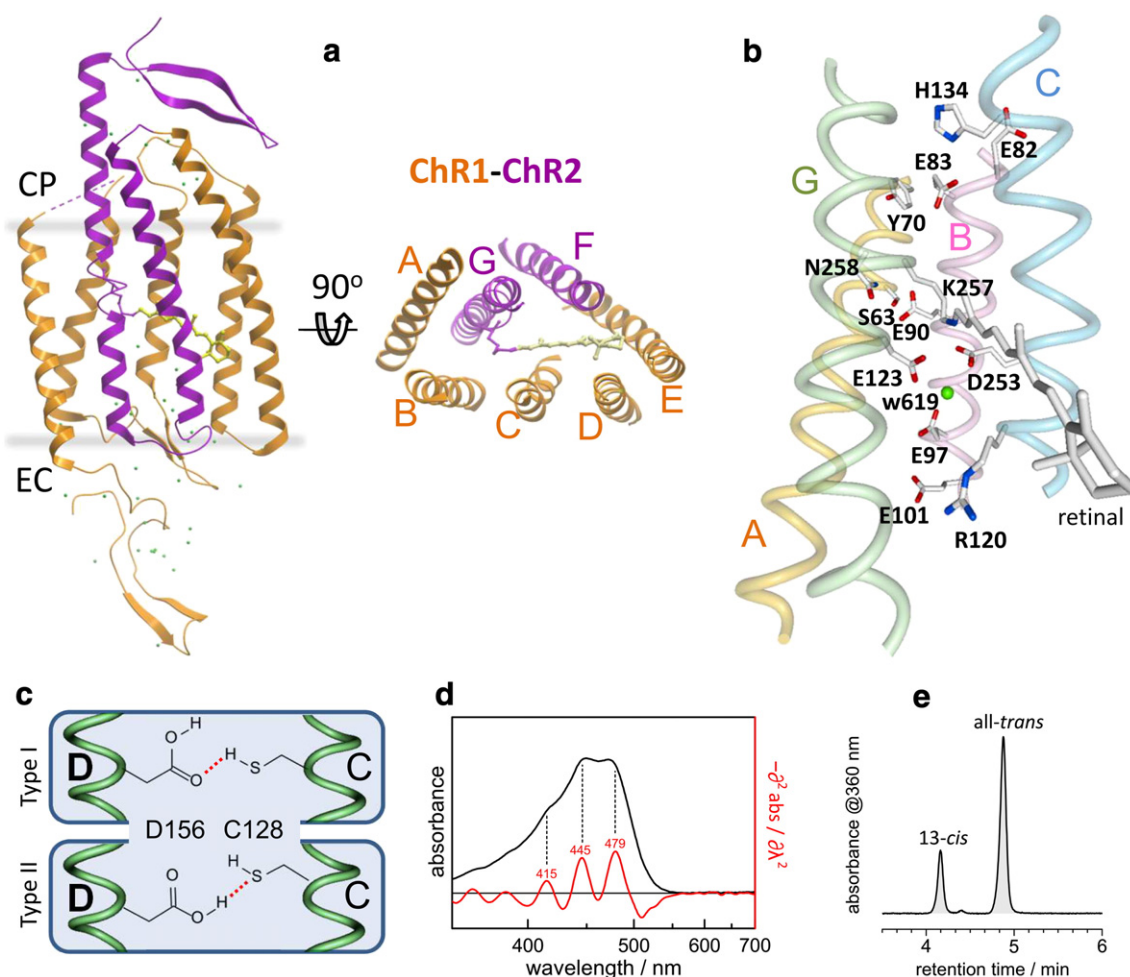 a
CP
EC
90°
ChR1-ChR2
A
G
F
B
C
D
E
b
C
H134
E82
E83
G
Y70
B
N258
K257
S63
E90
E123
D253
w619
E97
E101
R120
retinal
A
c
Type I
D
H
O
O
H
S
C
D156 C128
Type II
D
O
O
H
H
S
C
d
absorbance
415
445
479
-∂² abs / ∂λ²
400 500 600 700
wavelength / nm
e
absorbance @360 nm
all-trans
13-cis
4 5 6
retention time / min